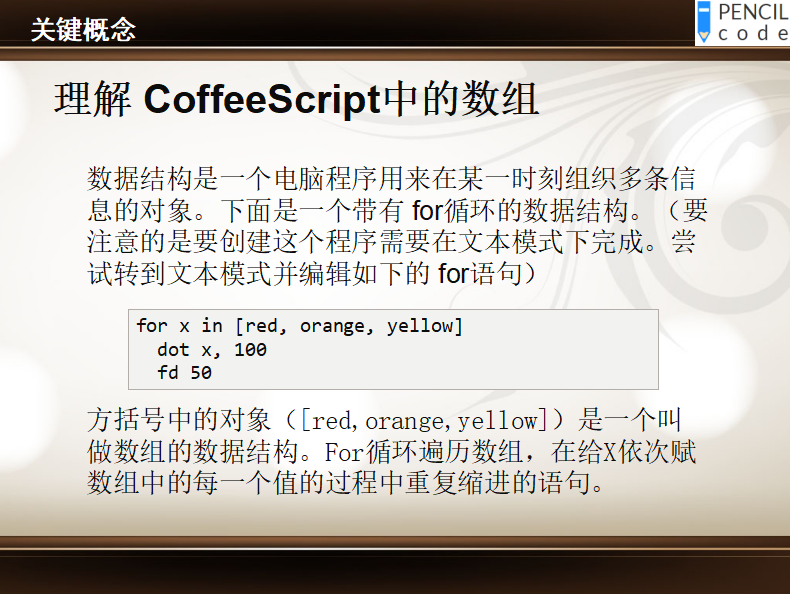 关键概念
PENCIL
code
理解 CoffeeScript中的数组
数据结构是一个电脑程序用来在某一时刻组织多条信
息的对象。下面是一个带有 for循环的数据结构。（要
注意的是要创建这个程序需要在文本模式下完成。尝
试转到文本模式并编辑如下的 for语句）
for x in [red, orange, yellow]
  dot x, 100
  fd 50
方括号中的对象（[red,orange,yellow]）是一个叫
做数组的数据结构。For循环遍历数组，在给X依次赋
数组中的每一个值的过程中重复缩进的语句。